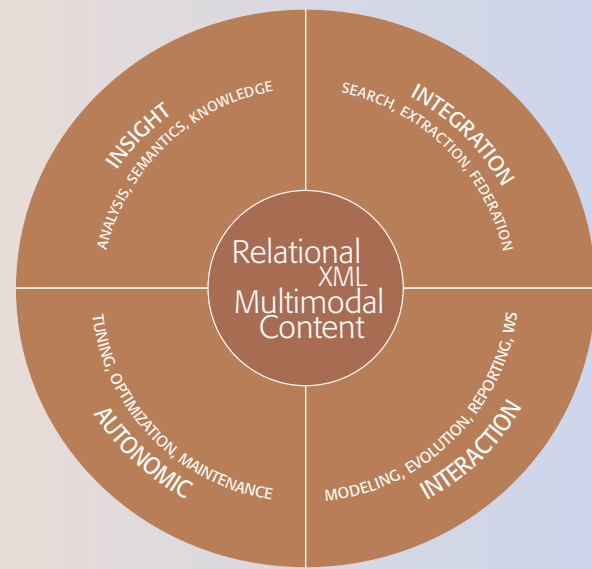 INSIGHT
ANALYSIS, SEMANTICS, KNOWLEDGE
INTEGRATION
SEARCH, EXTRACTION, FEDERATION
Relational
XML
Multimodal
Content
TUNING, OPTIMIZATION, MAINTENANCE
AUTONOMIC
MODELING, EVOLUTION, REPORTING, WS
INTERACTION